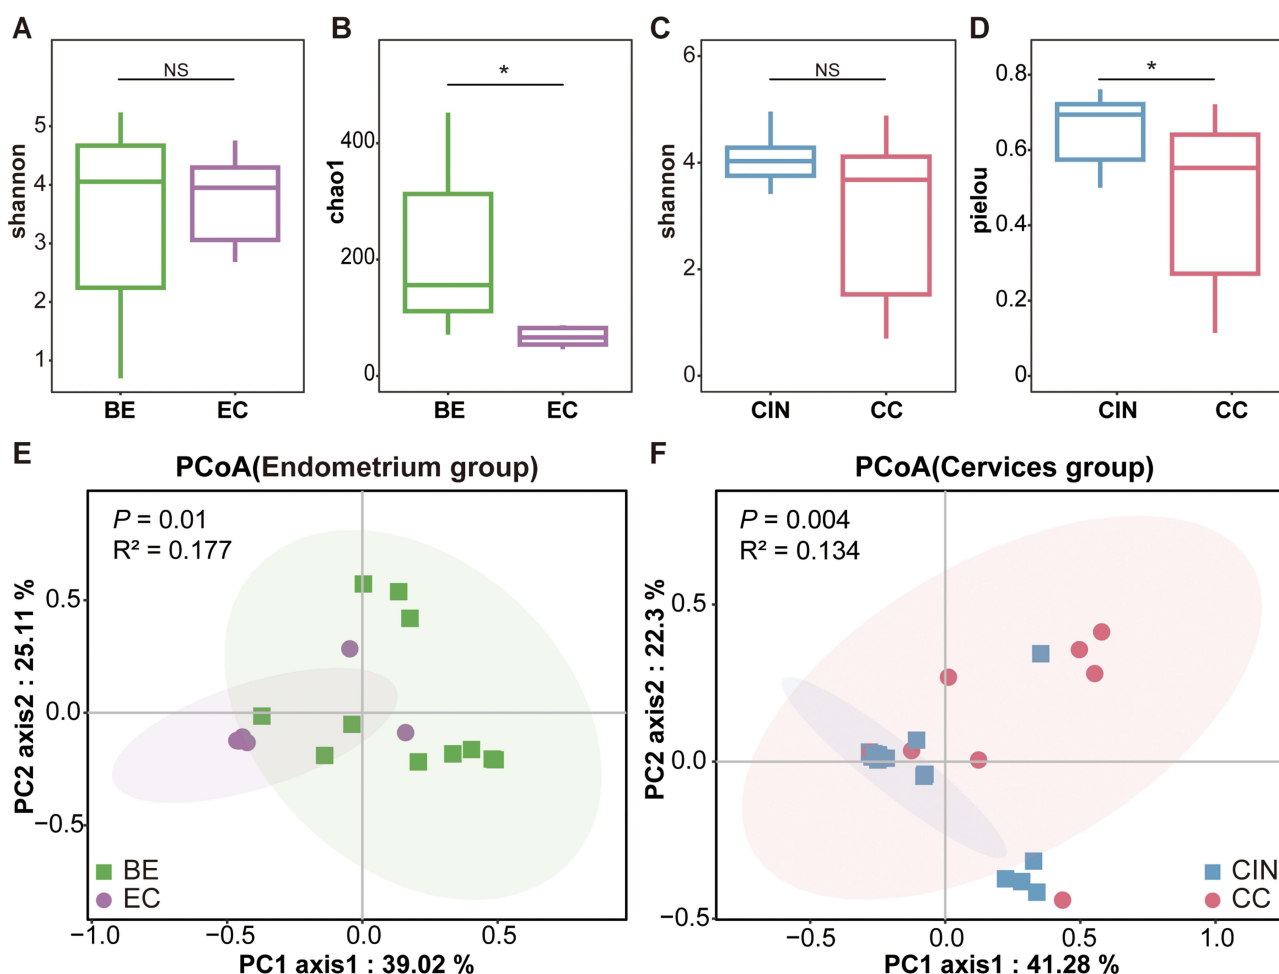 A
NS
shannon
5
4
3
2
1
BE
EC
B
*
chao1
400
200
0
BE
EC
C
NS
shannon
6
4
2
0
CIN
CC
D
*
pielou
0.8
0.6
0.4
0.2
0
CIN
CC
E
PCoA(Endometrium group)
P = 0.01
R² = 0.177
PC2 axis2 : 25.11 %
0.5
0.0
−0.5
BE
EC
−1.0
−0.5
0.0
0.5
PC1 axis1 : 39.02 %
F
PCoA(Cervices group)
P = 0.004
R² = 0.134
PC2 axis2 : 22.3 %
0.5
0.0
−0.5
CIN
CC
−0.5
0.0
0.5
1.0
PC1 axis1 : 41.28 %